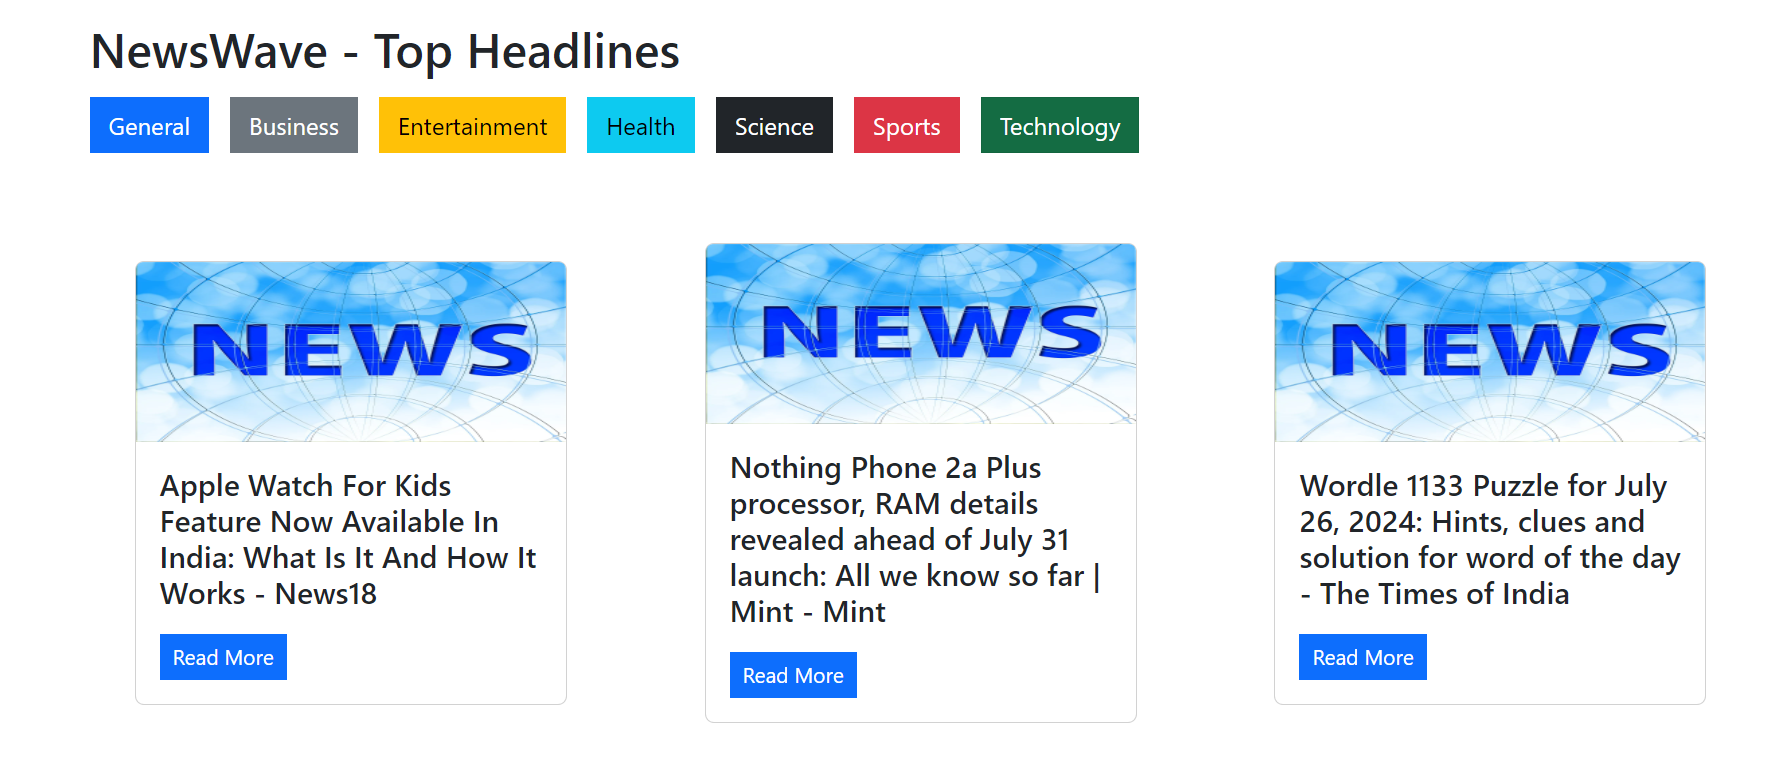 NewsWave - Top Headlines
General
Business
Entertainment
Health
Science
Sports
Technology
NEWS
Apple Watch For Kids
Feature Now Available In
India: What Is It And How It
Works - News18
Read More
NEWS
Nothing Phone 2a Plus
processor, RAM details
revealed ahead of July 31
launch: All we know so far |
Mint - Mint
Read More
NEWS
Wordle 1133 Puzzle for July
26, 2024: Hints, clues and
solution for word of the day
- The Times of India
Read More